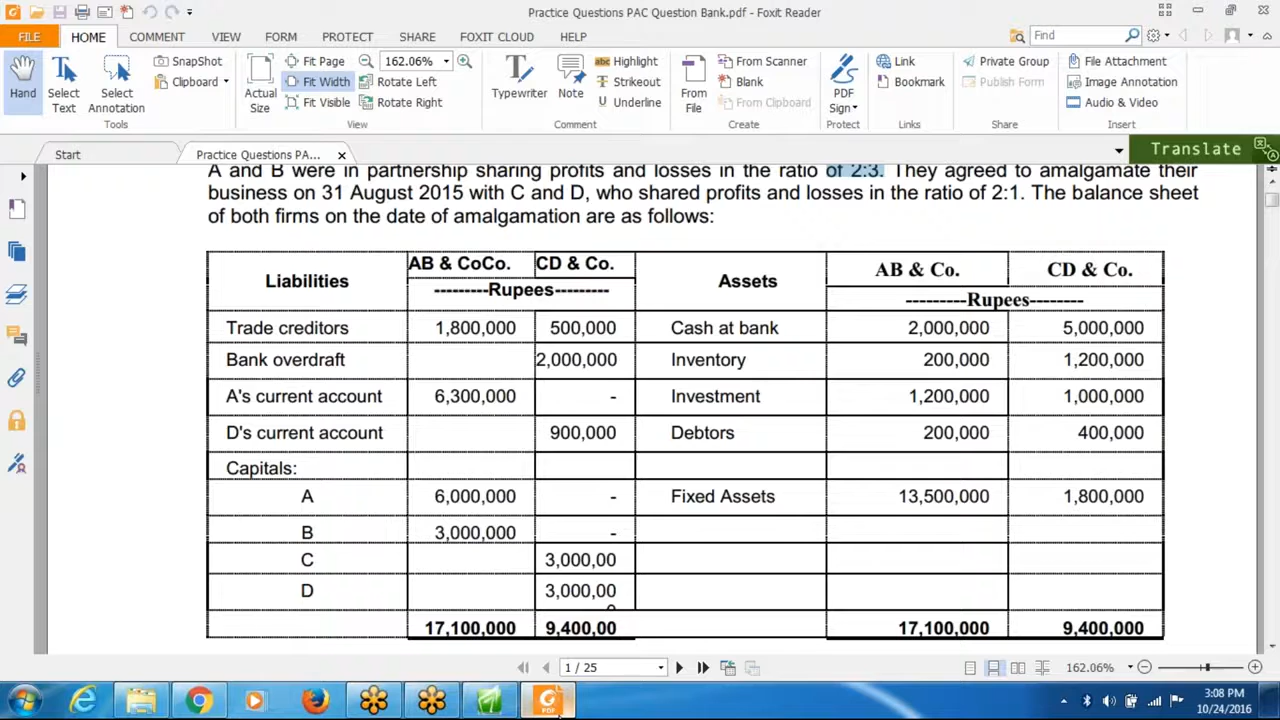 Practice Questions PAC Question Bank.pdf - Foxit Reader
FILE HOME COMMENT VIEW FORM PROTECT SHARE FOXIT CLOUD HELP Find
Hand
Select Text
Select Annotation
SnapShot
Clipboard
Tools
Actual Size
Fit Page
Fit Width
Fit Visible
162.06%
Rotate Left
Rotate Right
View
Typewriter
Note
Highlight
Strikeout
Underline
Comment
From File
From Scanner
Blank
From Clipboard
Create
PDF Sign
Protect
Link
Bookmark
Links
Private Group
Publish Form
Share
File Attachment
Image Annotation
Audio & Video
Insert
Start Practice Questions PA... Translate
A and B were in partnership sharing profits and losses in the ratio of 2:3. They agreed to amalgamate their
business on 31 August 2015 with C and D, who shared profits and losses in the ratio of 2:1. The balance sheet
of both firms on the date of amalgamation are as follows:
Liabilities AB & CoCo. CD & Co. Assets AB & Co. CD & Co.
---------Rupees--------- ---------Rupees--------
Trade creditors 1,800,000 500,000 Cash at bank 2,000,000 5,000,000
Bank overdraft 2,000,000 Inventory 200,000 1,200,000
A's current account 6,300,000 - Investment 1,200,000 1,000,000
D's current account 900,000 Debtors 200,000 400,000
Capitals:
A 6,000,000 - Fixed Assets 13,500,000 1,800,000
B 3,000,000 -
C 3,000,00
D 3,000,00
17,100,000 9,400,00 17,100,000 9,400,000
1 / 25 162.06%
PDF
3:08 PM
10/24/2016